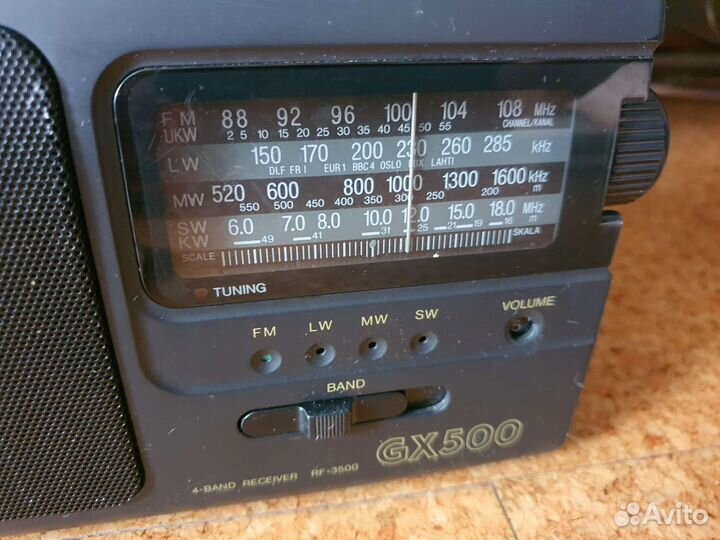 FM 88 92 96 100 104 108 MHz
UKW 2 5 10 15 20 25 30 35 40 45 50 55 CHANNEL/KANAL
LW 150 170 200 230 260 285 kHz
DLF FR I EUR1 BBC4 OSLO LUX LAHTI
MW 520 600 800 1000 1300 1600 kHz
550 500 450 400 350 300 250 200 m
SW 6.0 7.0 8.0 10.0 12.0 15.0 18.0 MHz
KW 49 41 31 25 21 19 16 m
SCALE SKALA
TUNING
FM LW MW SW VOLUME
5
BAND
GX500
4-BAND RECEIVER RF-3500
Avito